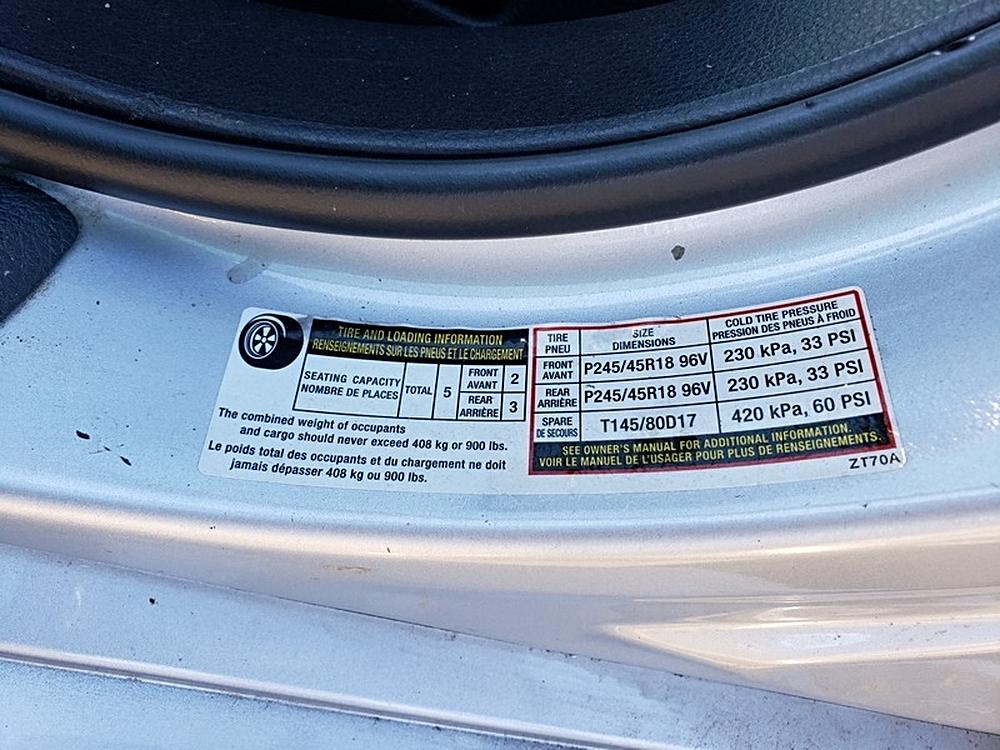 TIRE AND LOADING INFORMATION
RENSEIGNEMENTS SUR LES PNEUS ET LE CHARGEMENT
SEATING CAPACITY
NOMBRE DE PLACES
TOTAL 5
FRONT
AVANT 2
REAR
ARRIÈRE 3
The combined weight of occupants
and cargo should never exceed 408 kg or 900 lbs.
Le poids total des occupants et du chargement ne doit
jamais dépasser 408 kg ou 900 lbs.
TIRE
PNEU
SIZE
DIMENSIONS
COLD TIRE PRESSURE
PRESSION DES PNEUS À FROID
FRONT
AVANT
P245/45R18 96V
230 kPa, 33 PSI
REAR
ARRIÈRE
P245/45R18 96V
230 kPa, 33 PSI
SPARE
DE SECOURS
T145/80D17
420 kPa, 60 PSI
SEE OWNER'S MANUAL FOR ADDITIONAL INFORMATION.
VOIR LE MANUEL DE L'USAGER POUR PLUS DE RENSEIGNEMENTS.
ZT70A